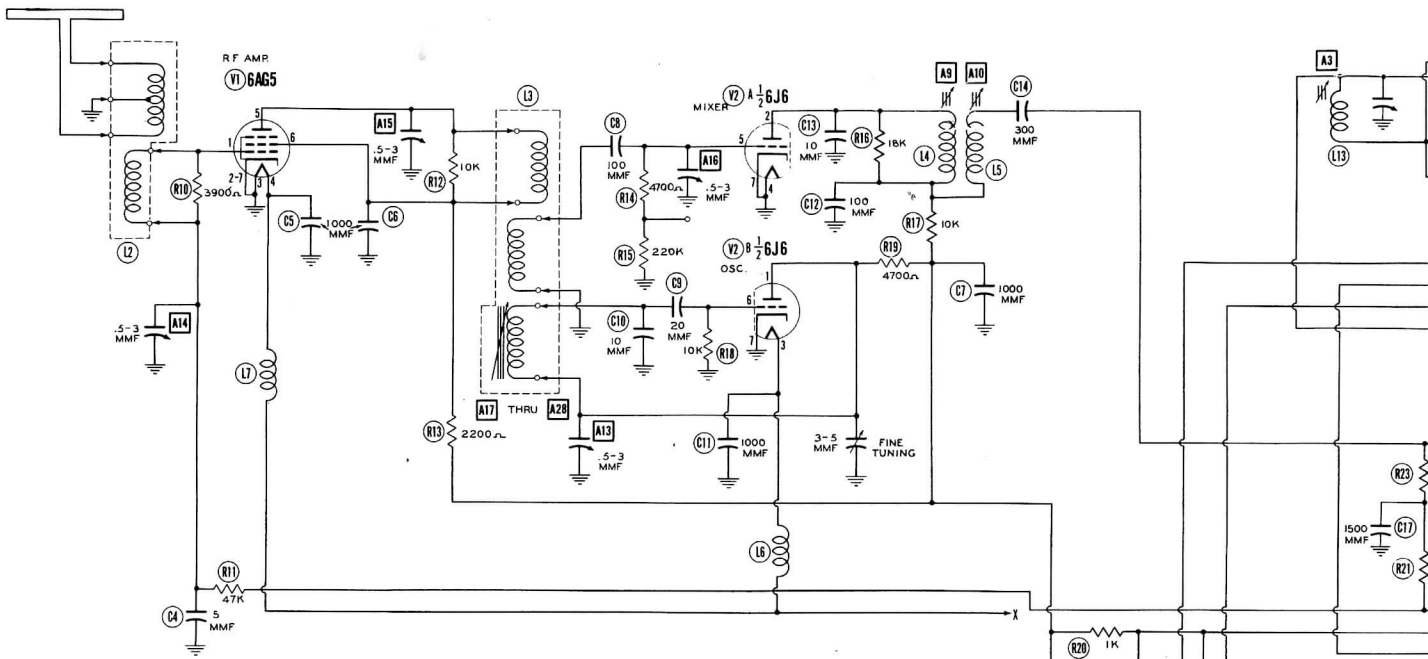 RF AMP.
V1 6AG5
5
6
1
2-7
3
4
L2
R10
3900Ω
A14
.5-3
MMF
C4
5
MMF
R11
47K
L7
C5
1000
MMF
C6
A15
.5-3
MMF
R12
10K
R13
2200Ω
L3
A17 THRU A28
A13
.5-3
MMF
C8
100
MMF
R14
4700Ω
R15
220K
A16
.5-3
MMF
C10
10
MMF
C9
20
MMF
10K
R18
MIXER
V2 A ½ 6J6
2
5
7
4
V2 B ½ 6J6
OSC.
1
6
7
3
C11
1000
MMF
L6
3-5
MMF
FINE
TUNING
C13
10
MMF
R16
18K
C12
100
MMF
A9
A10
L4
L5
C14
300
MMF
R17
10K
R19
4700Ω
C7
1000
MMF
X
R20
1K
A3
L13
R23
1500
MMF
C17
R21